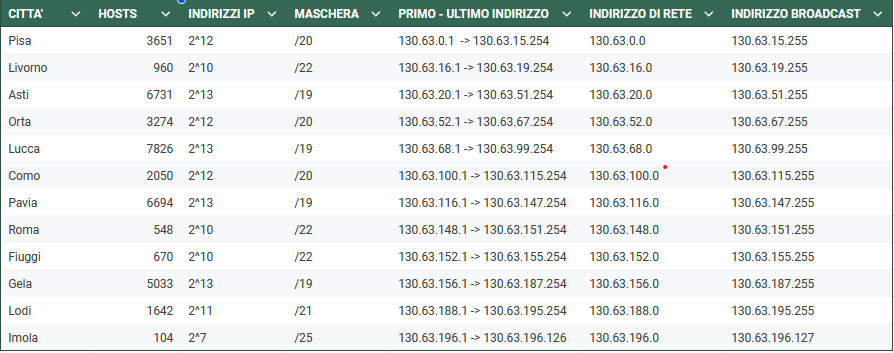 CITTA' HOSTS INDIRIZZI IP MASCHERA PRIMO - ULTIMO INDIRIZZO INDIRIZZO DI RETE INDIRIZZO BROADCAST
Pisa 3651 2^12 /20 130.63.0.1 -> 130.63.15.254 130.63.0.0 130.63.15.255
Livorno 960 2^10 /22 130.63.16.1 -> 130.63.19.254 130.63.16.0 130.63.19.255
Asti 6731 2^13 /19 130.63.20.1 -> 130.63.51.254 130.63.20.0 130.63.51.255
Orta 3274 2^12 /20 130.63.52.1 -> 130.63.67.254 130.63.52.0 130.63.67.255
Lucca 7826 2^13 /19 130.63.68.1 -> 130.63.99.254 130.63.68.0 130.63.99.255
Como 2050 2^12 /20 130.63.100.1 -> 130.63.115.254 130.63.100.0 130.63.115.255
Pavia 6694 2^13 /19 130.63.116.1 -> 130.63.147.254 130.63.116.0 130.63.147.255
Roma 548 2^10 /22 130.63.148.1 -> 130.63.151.254 130.63.148.0 130.63.151.255
Fiuggi 670 2^10 /22 130.63.152.1 -> 130.63.155.254 130.63.152.0 130.63.155.255
Gela 5033 2^13 /19 130.63.156.1 -> 130.63.187.254 130.63.156.0 130.63.187.255
Lodi 1642 2^11 /21 130.63.188.1 -> 130.63.195.254 130.63.188.0 130.63.195.255
Imola 104 2^7 /25 130.63.196.1 -> 130.63.196.126 130.63.196.0 130.63.196.127